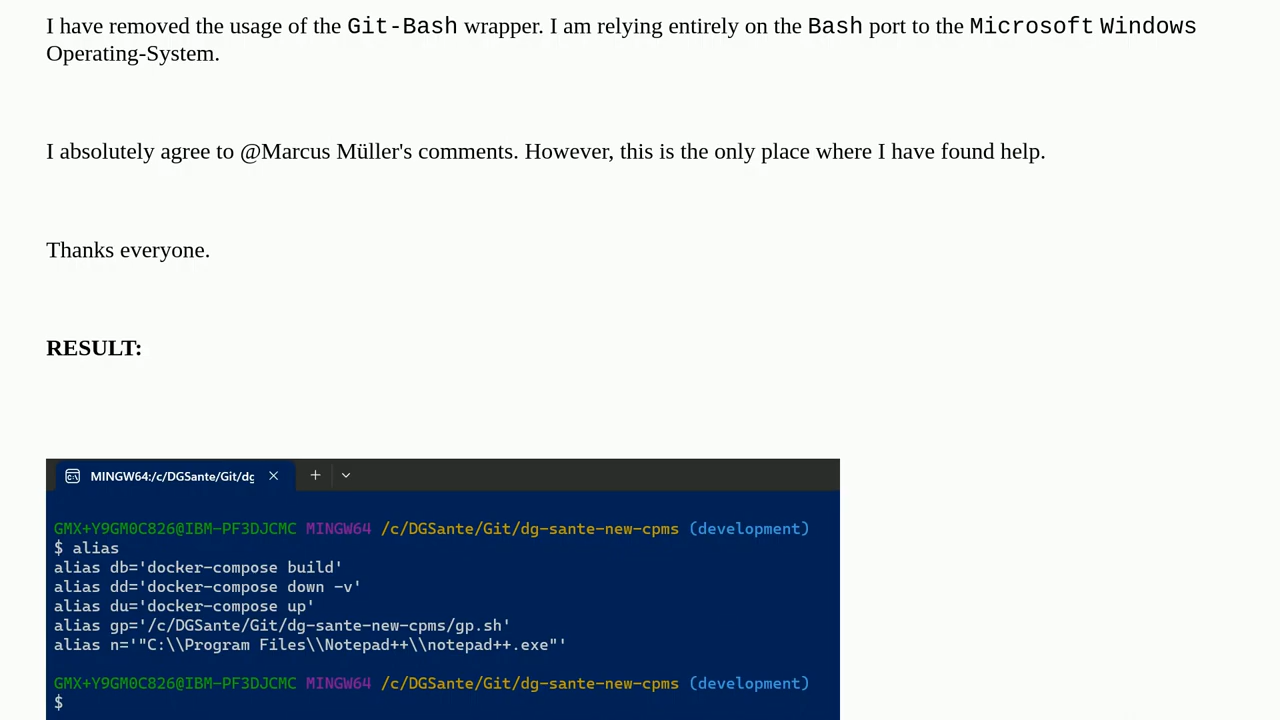 I have removed the usage of the Git-Bash wrapper. I am relying entirely on the Bash port to the Microsoft Windows
Operating-System.
I absolutely agree to @Marcus Müller's comments. However, this is the only place where I have found help.
Thanks everyone.
RESULT:
MINGW64:/c/DGSante/Git/dg
GMX+Y9GM0C826@IBM-PF3DJCMC MINGW64 /c/DGSante/Git/dg-sante-new-cpms (development)
$ alias
alias db='docker-compose build'
alias dd='docker-compose down -v'
alias du='docker-compose up'
alias gp='/c/DGSante/Git/dg-sante-new-cpms/gp.sh'
alias n='"C:\\Program Files\\Notepad++\\notepad++.exe"'
GMX+Y9GM0C826@IBM-PF3DJCMC MINGW64 /c/DGSante/Git/dg-sante-new-cpms (development)
$